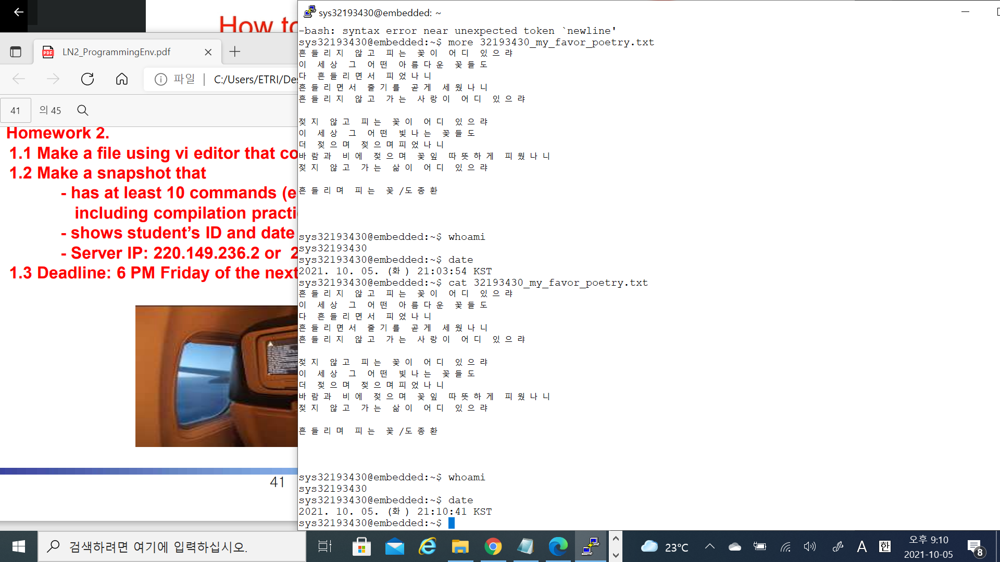 How to
LN2_ProgrammingEnv.pdf
파일 | C:/Users/ETRI/Des
41 의 45
Homework 2.
1.1 Make a file using vi editor that co
1.2 Make a snapshot that
- has at least 10 commands (e
including compilation practi
- shows student's ID and date
- Server IP: 220.149.236.2 or 2
1.3 Deadline: 6 PM Friday of the next
41
sys32193430@embedded: ~
-bash: syntax error near unexpected token `newline'
sys32193430@embedded:~$ more 32193430_my_favor_poetry.txt
흔들리지 않고 피는 꽃이 어디 있으랴
이 세상 그 어떤 아름다운 꽃들도
다 흔들리면서 피었나니
흔들리면서 줄기를 곧게 세웠나니
흔들리지 않고 가는 사랑이 어디 있으랴
젖지 않고 피는 꽃이 어디 있으랴
이 세상 그 어떤 빛나는 꽃들도
더 젖으며 젖으며피었나니
바람과 비에 젖으며 꽃잎 따뜻하게 피웠나니
젖지 않고 가는 삶이 어디 있으랴
흔들리며 피는 꽃 /도종환
sys32193430@embedded:~$ whoami
sys32193430
sys32193430@embedded:~$ date
2021. 10. 05. (화) 21:03:54 KST
sys32193430@embedded:~$ cat 32193430_my_favor_poetry.txt
흔들리지 않고 피는 꽃이 어디 있으랴
이 세상 그 어떤 아름다운 꽃들도
다 흔들리면서 피었나니
흔들리면서 줄기를 곧게 세웠나니
흔들리지 않고 가는 사랑이 어디 있으랴
젖지 않고 피는 꽃이 어디 있으랴
이 세상 그 어떤 빛나는 꽃들도
더 젖으며 젖으며피었나니
바람과 비에 젖으며 꽃잎 따뜻하게 피웠나니
젖지 않고 가는 삶이 어디 있으랴
흔들리며 피는 꽃 /도종환
sys32193430@embedded:~$ whoami
sys32193430
sys32193430@embedded:~$ date
2021. 10. 05. (화) 21:10:41 KST
sys32193430@embedded:~$
검색하려면 여기에 입력하십시오.
23℃
A 한
오후 9:10
2021-10-05
8